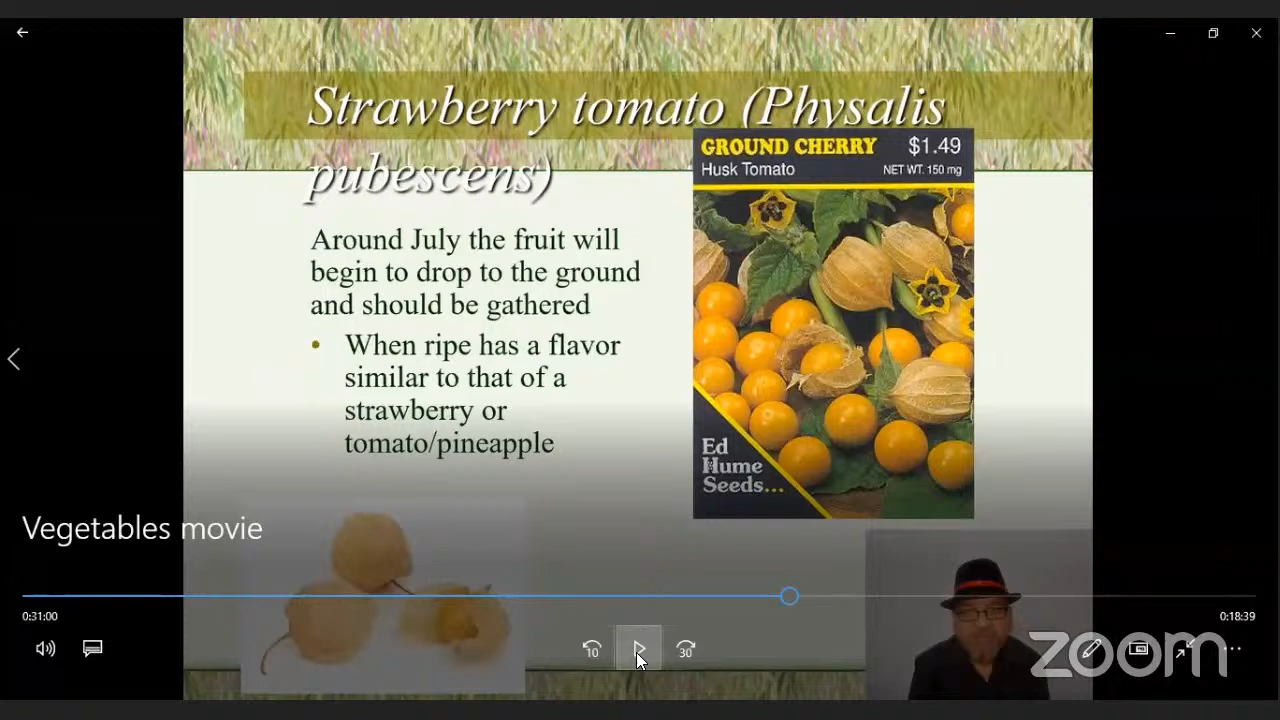 Strawberry tomato (Physalis
pubescens)
GROUND CHERRY $1.49
Husk Tomato NET WT. 150 mg
Around July the fruit will
begin to drop to the ground
and should be gathered
• When ripe has a flavor
similar to that of a
strawberry or
tomato/pineapple
Ed
Hume
Seeds...
Vegetables movie
0:31:00
0:18:39
10
30
zoom